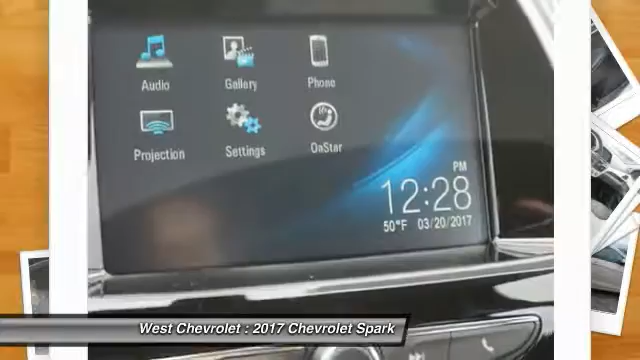 Audio
Gallery
Phone
Projection
Settings
OnStar
PM
12:28
50°F 03/20/2017
West Chevrolet : 2017 Chevrolet Spark